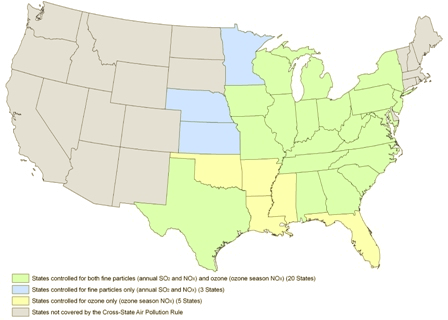 States controlled for both fine particles (annual SO₂ and NOx) and ozone (ozone season NOx) (20 States)
States controlled for fine particles only (annual SO₂ and NOx) (3 States)
States controlled for ozone only (ozone season NOx) (5 States)
States not covered by the Cross-State Air Pollution Rule